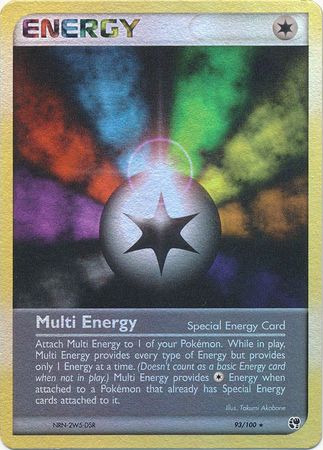 ENERGY
Multi Energy
Special Energy Card
Attach Multi Energy to 1 of your Pokémon. While in play,
Multi Energy provides every type of Energy but provides
only 1 Energy at a time. (Doesn't count as a basic Energy card
when not in play.) Multi Energy provides Energy when
attached to a Pokémon that already has Special Energy
cards attached to it.
Illus. Takumi Akabane
NRN-2W5-D5R
93/100 ★